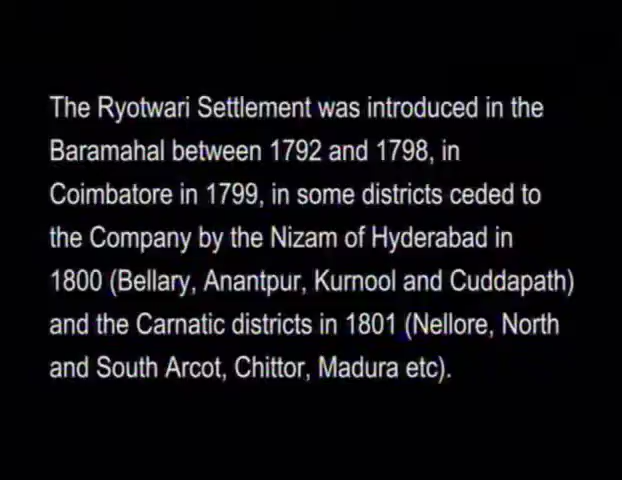 The Ryotwari Settlement was introduced in the
Baramahal between 1792 and 1798, in
Coimbatore in 1799, in some districts ceded to
the Company by the Nizam of Hyderabad in
1800 (Bellary, Anantpur, Kurnool and Cuddapath)
and the Carnatic districts in 1801 (Nellore, North
and South Arcot, Chittor, Madura etc).